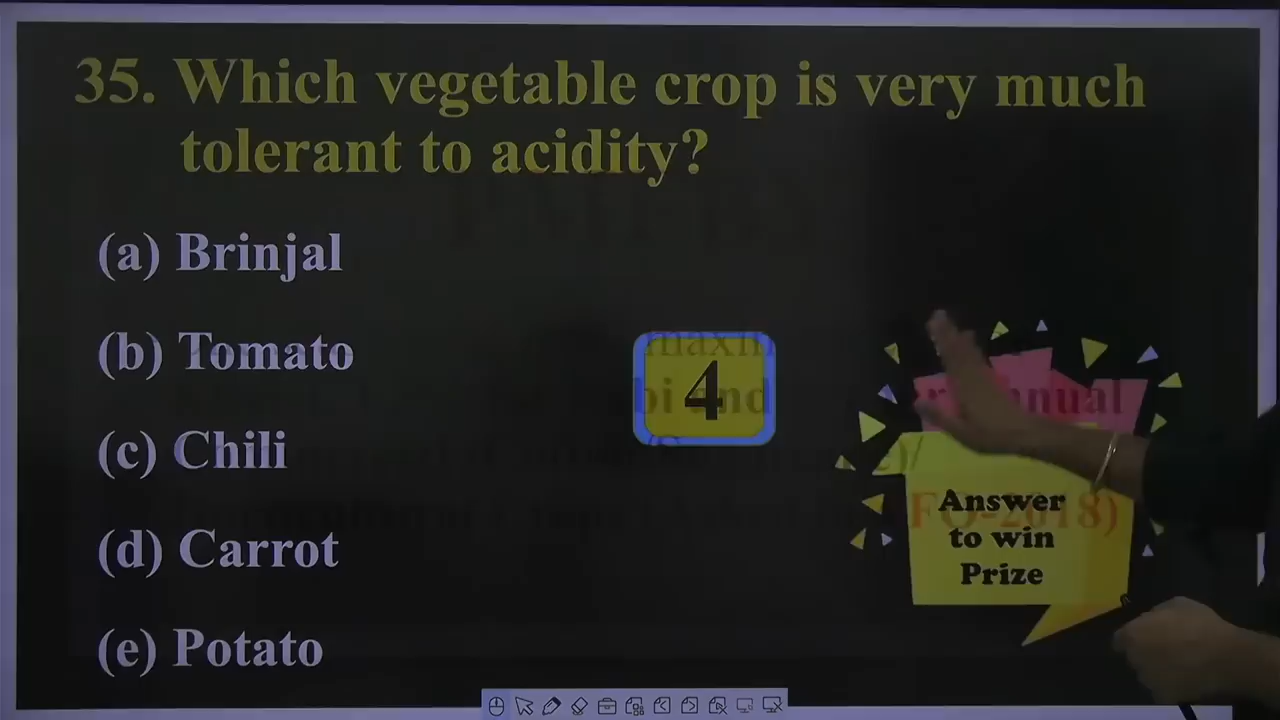 35. Which vegetable crop is very much
tolerant to acidity?
(a) Brinjal
(b) Tomato
(c) Chili
(d) Carrot
(e) Potato
4
Answer
to win
Prize